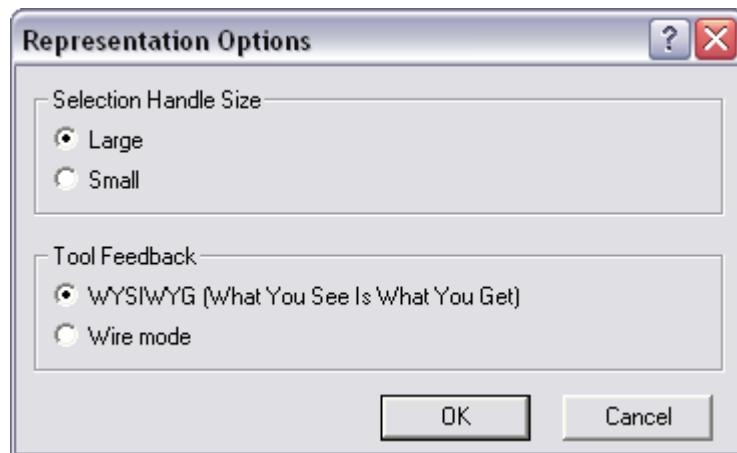 Representation Options
?
Selection Handle Size
Large
Small
Tool Feedback
WYSIWYG (What You See Is What You Get)
Wire mode
OK
Cancel